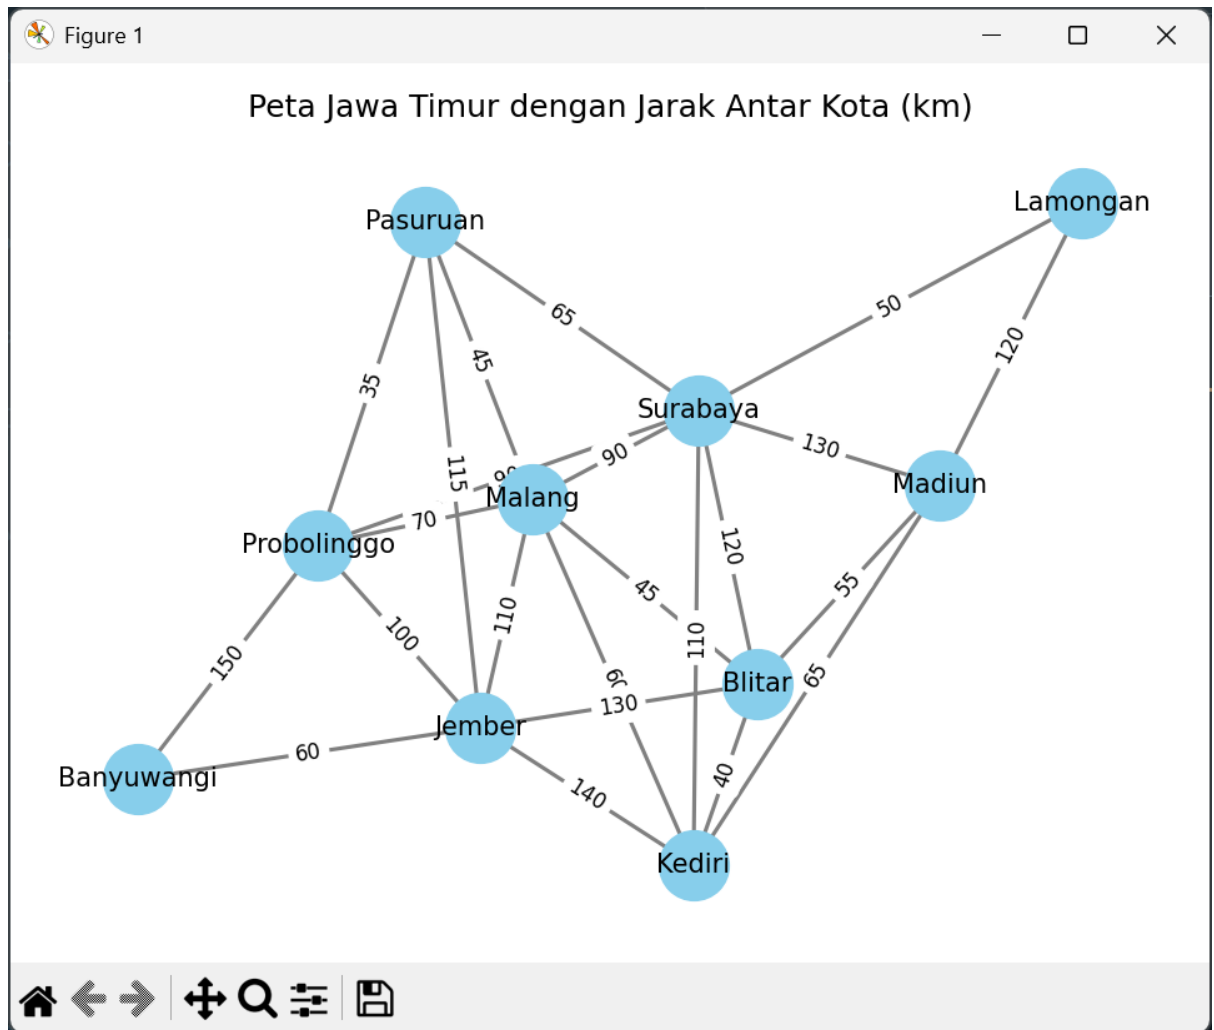 Figure 1
Peta Jawa Timur dengan Jarak Antar Kota (km)
Lamongan
Pasuruan
50
65
120
45
35
Surabaya
130
90
115
Madiun
Malang
70
Probolinggo
120
55
45
110
100
110
150
65
Blitar
130
Jember
60
40
Banyuwangi
140
Kediri